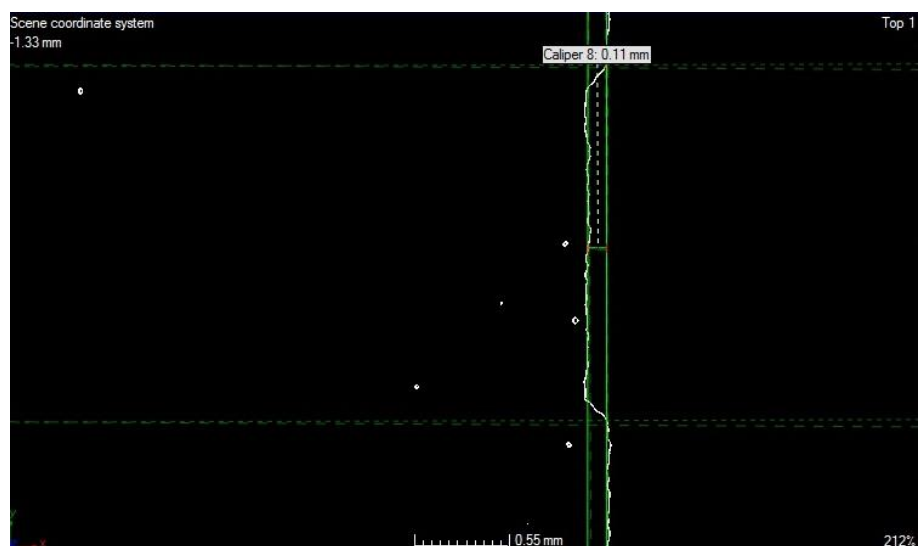 Scene coordinate system
Top 1
-1.33 mm
Caliper 8: 0.11 mm
Y
X
0.55 mm
212%